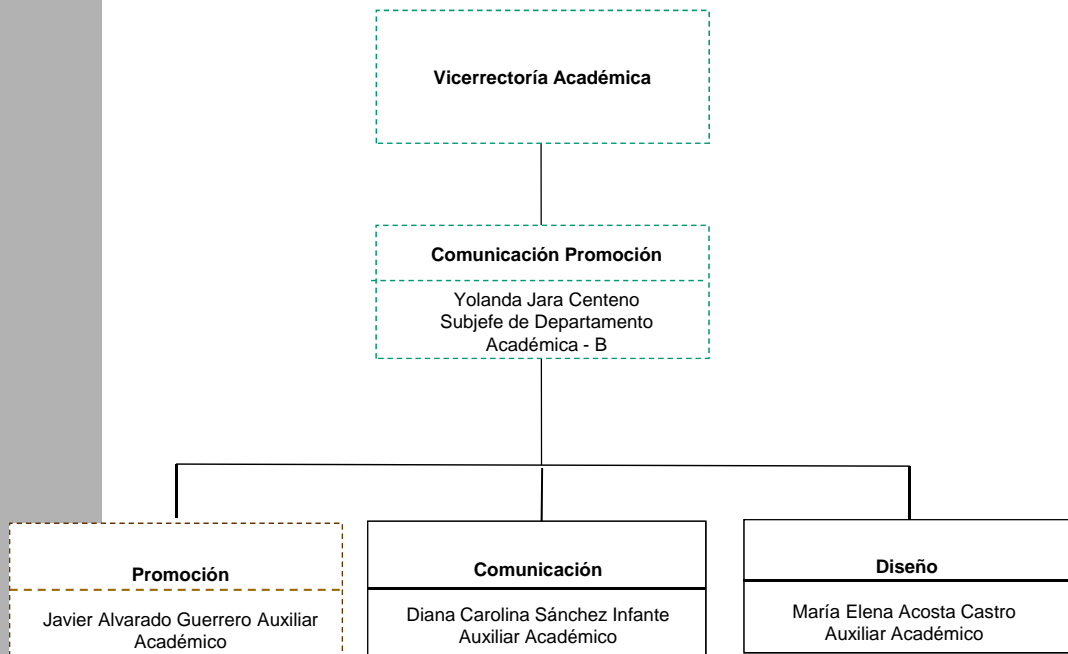 Vicerrectoría Académica
Comunicación Promoción
Yolanda Jara Centeno
Subjefe de Departamento
Académica - B
Promoción
Javier Alvarado Guerrero Auxiliar
Académico
Comunicación
Diana Carolina Sánchez Infante
Auxiliar Académico
Diseño
María Elena Acosta Castro
Auxiliar Académico